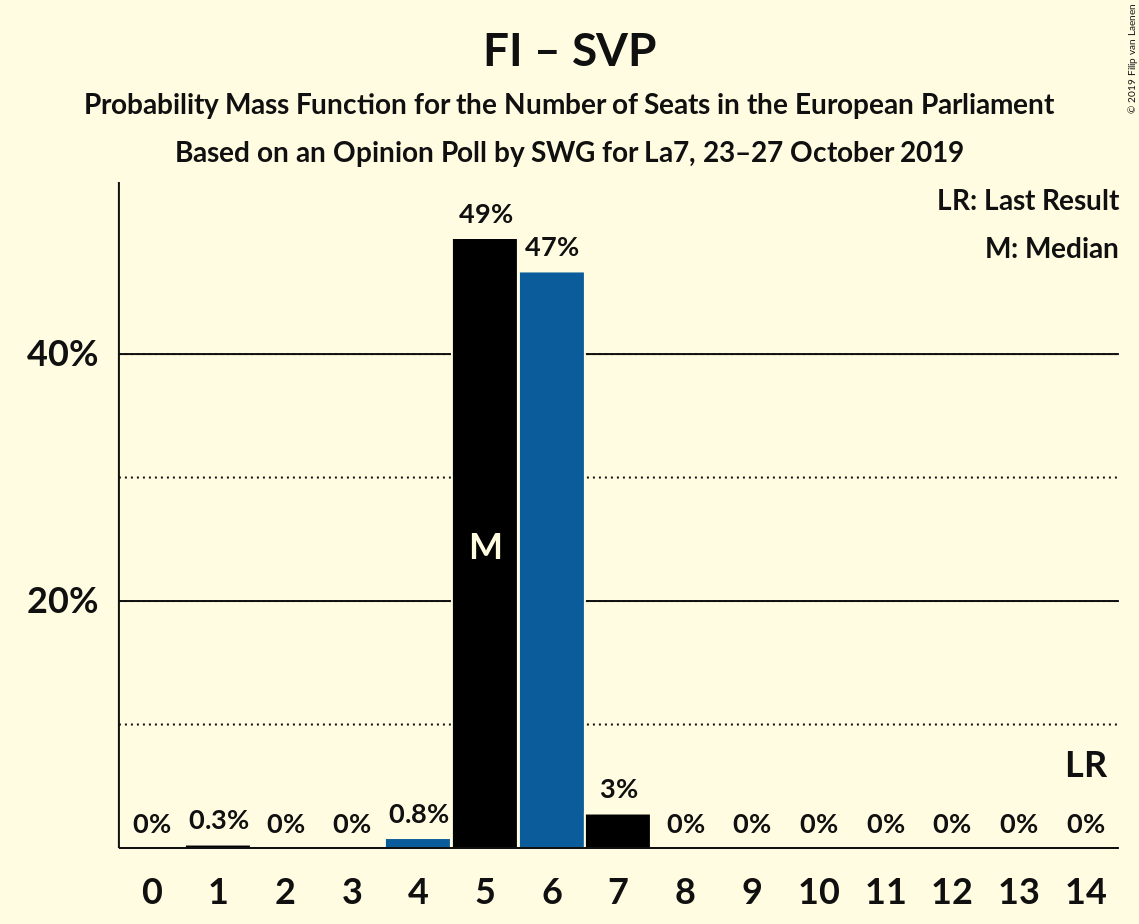 FI – SVP
Probability Mass Function for the Number of Seats in the European Parliament
Based on an Opinion Poll by SWG for La7, 23–27 October 2019
© 2019 Filip van Laenen
LR: Last Result
M: Median
49%
47%
40%
M
20%
LR
0% 0.3% 0% 0% 0.8% 3% 0% 0% 0% 0% 0% 0% 0%
0 1 2 3 4 5 6 7 8 9 10 11 12 13 14